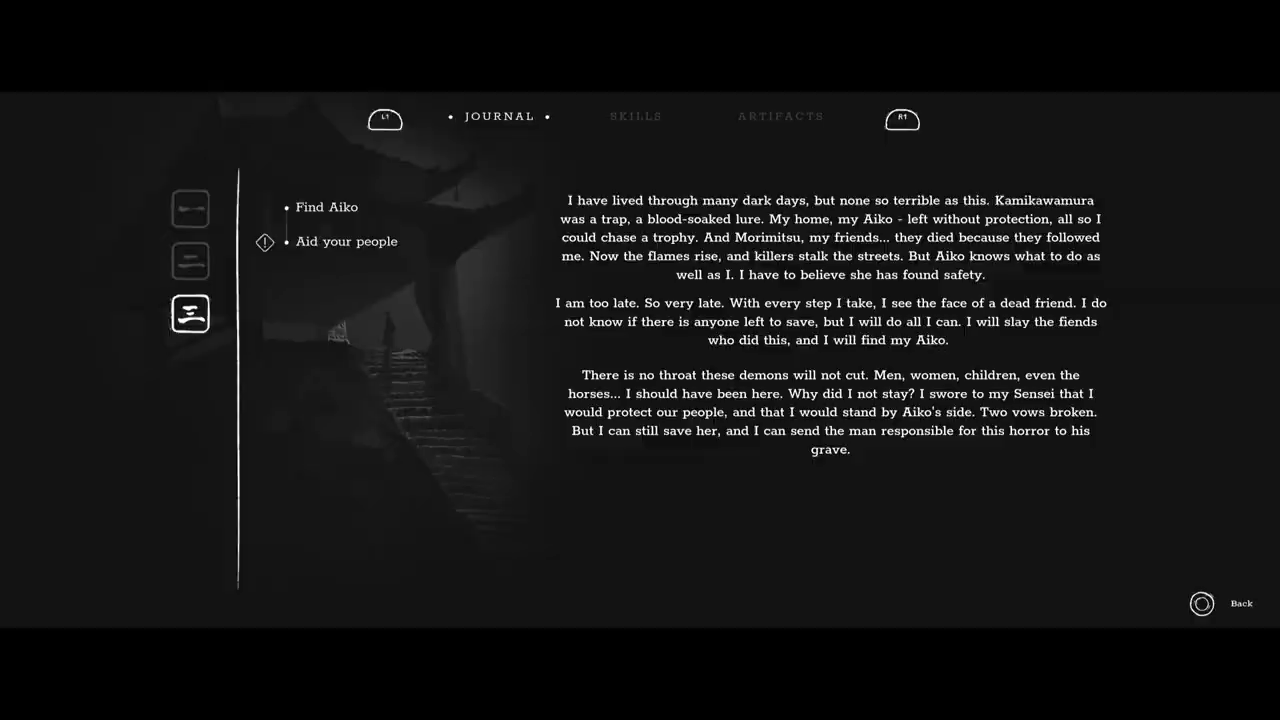 L1
• JOURNAL •
SKILLS
ARTIFACTS
R1
一
二
三
• Find Aiko
! • Aid your people
I have lived through many dark days, but none so terrible as this. Kamikawamura
was a trap, a blood-soaked lure. My home, my Aiko - left without protection, all so I
could chase a trophy. And Morimitsu, my friends... they died because they followed
me. Now the flames rise, and killers stalk the streets. But Aiko knows what to do as
well as I. I have to believe she has found safety.
I am too late. So very late. With every step I take, I see the face of a dead friend. I do
not know if there is anyone left to save, but I will do all I can. I will slay the fiends
who did this, and I will find my Aiko.
There is no throat these demons will not cut. Men, women, children, even the
horses... I should have been here. Why did I not stay? I swore to my Sensei that I
would protect our people, and that I would stand by Aiko's side. Two vows broken.
But I can still save her, and I can send the man responsible for this horror to his
grave.
Back